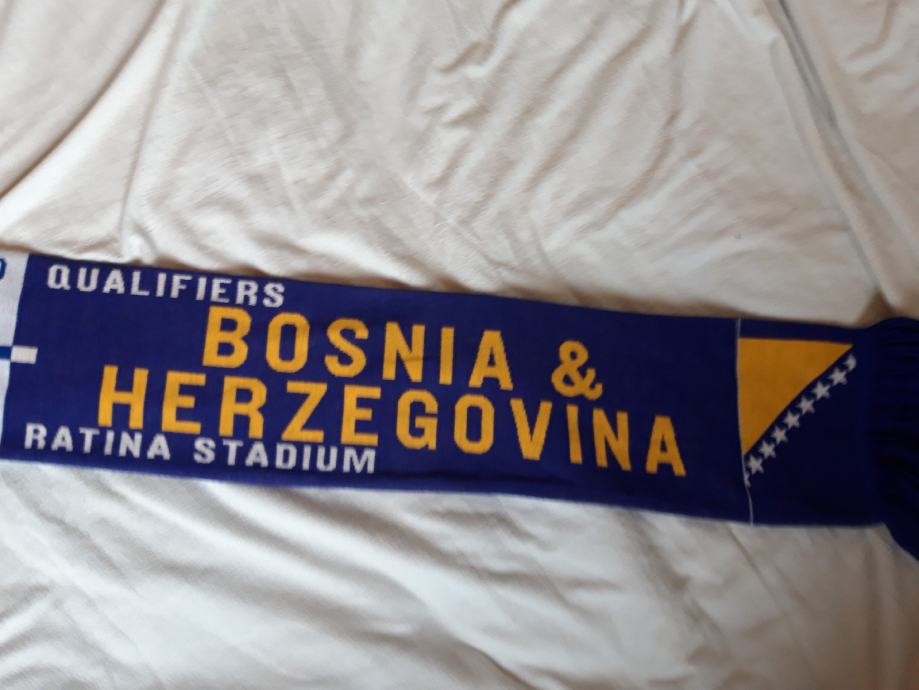 QUALIFIERS
BOSNIA &
HERZEGOVINA
RATINA STADIUM